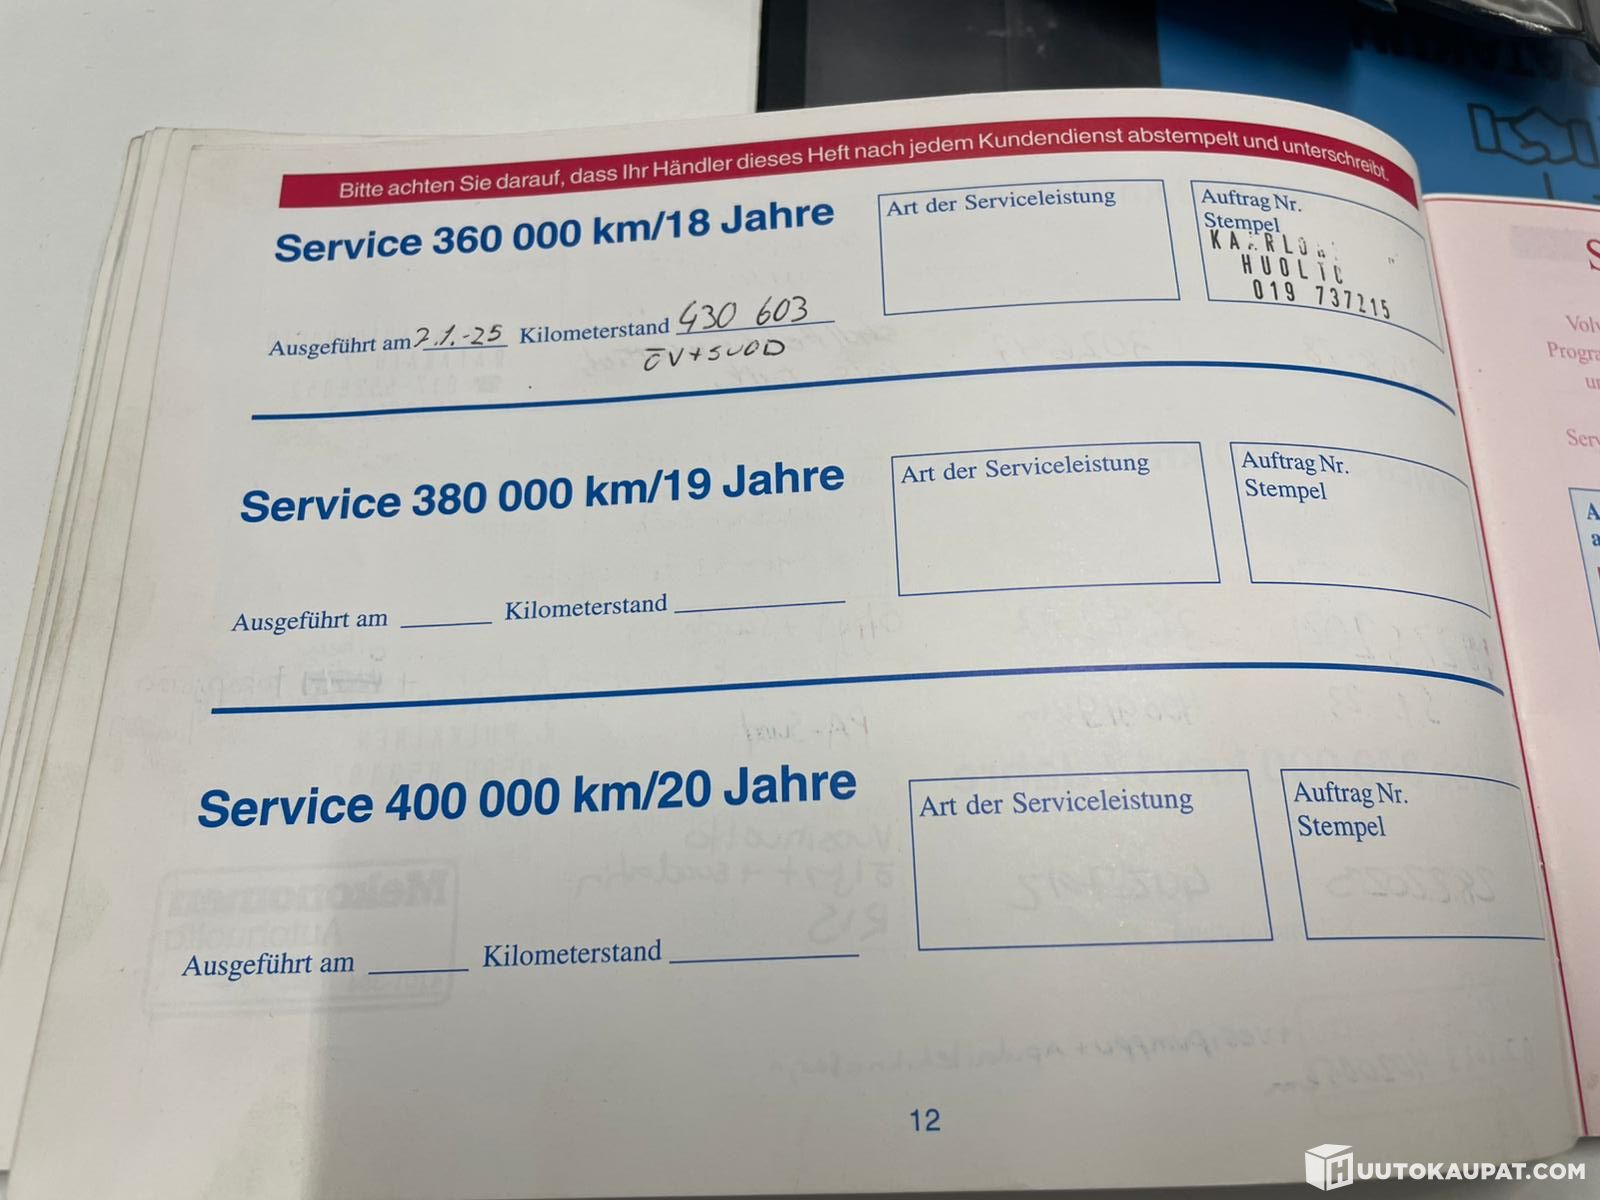 Bitte achten Sie darauf, dass Ihr Händler dieses Heft nach jedem Kundendienst abstempelt und unterschreibt.
Service 360 000 km/18 Jahre
Art der Serviceleistung
Auftrag Nr.
Stempel
HUOLTO
019 737215
Ausgeführt am 2.1.-25 Kilometerstand 430 603
ÖV+SUOD
Service 380 000 km/19 Jahre
Art der Serviceleistung
Auftrag Nr.
Stempel
Ausgeführt am Kilometerstand
Service 400 000 km/20 Jahre
Art der Serviceleistung
Auftrag Nr.
Stempel
Ausgeführt am Kilometerstand
12
HUUTOKAUPAT.COM